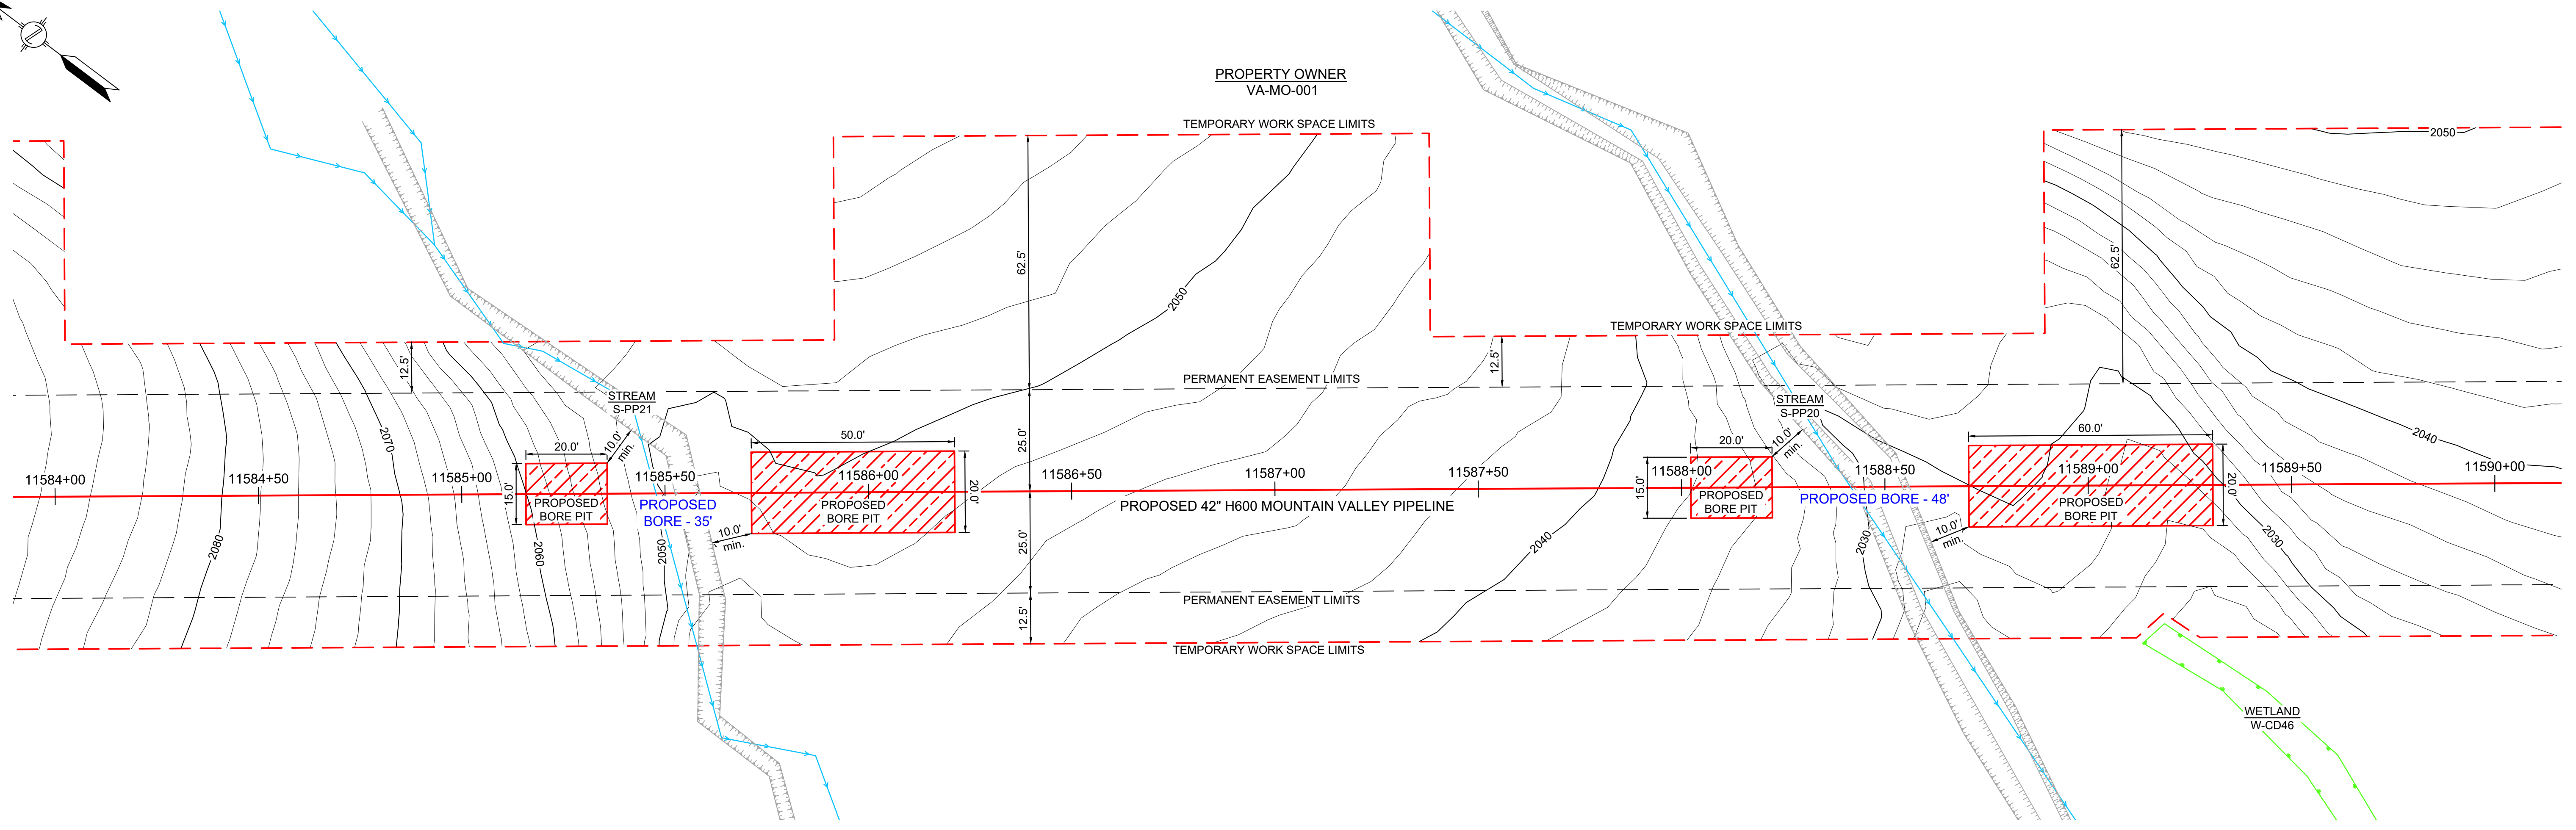 PROPERTY OWNER
VA-MO-001
TEMPORARY WORK SPACE LIMITS
2050
62.5'
62.5'
2050
TEMPORARY WORK SPACE LIMITS
12.5'
12.5'
PERMANENT EASEMENT LIMITS
STREAM
S-PP21
STREAM
S-PP20
2070
2040
20.0'
10.0'
min.
50.0'
25.0'
20.0'
10.0'
min.
60.0'
11584+00
11584+50
11585+00
11585+50
11586+00
11586+50
11587+00
11587+50
11588+00
11588+50
11589+00
11589+50
11590+00
15.0'
PROPOSED
BORE PIT
PROPOSED
BORE - 35'
PROPOSED
BORE PIT
20.0'
PROPOSED 42" H600 MOUNTAIN VALLEY PIPELINE
15.0'
PROPOSED
BORE PIT
PROPOSED BORE - 48'
PROPOSED
BORE PIT
20.0'
2080
2060
2050
10.0'
min.
25.0'
2040
2030
10.0'
min.
2030
PERMANENT EASEMENT LIMITS
12.5'
TEMPORARY WORK SPACE LIMITS
WETLAND
W-CD46